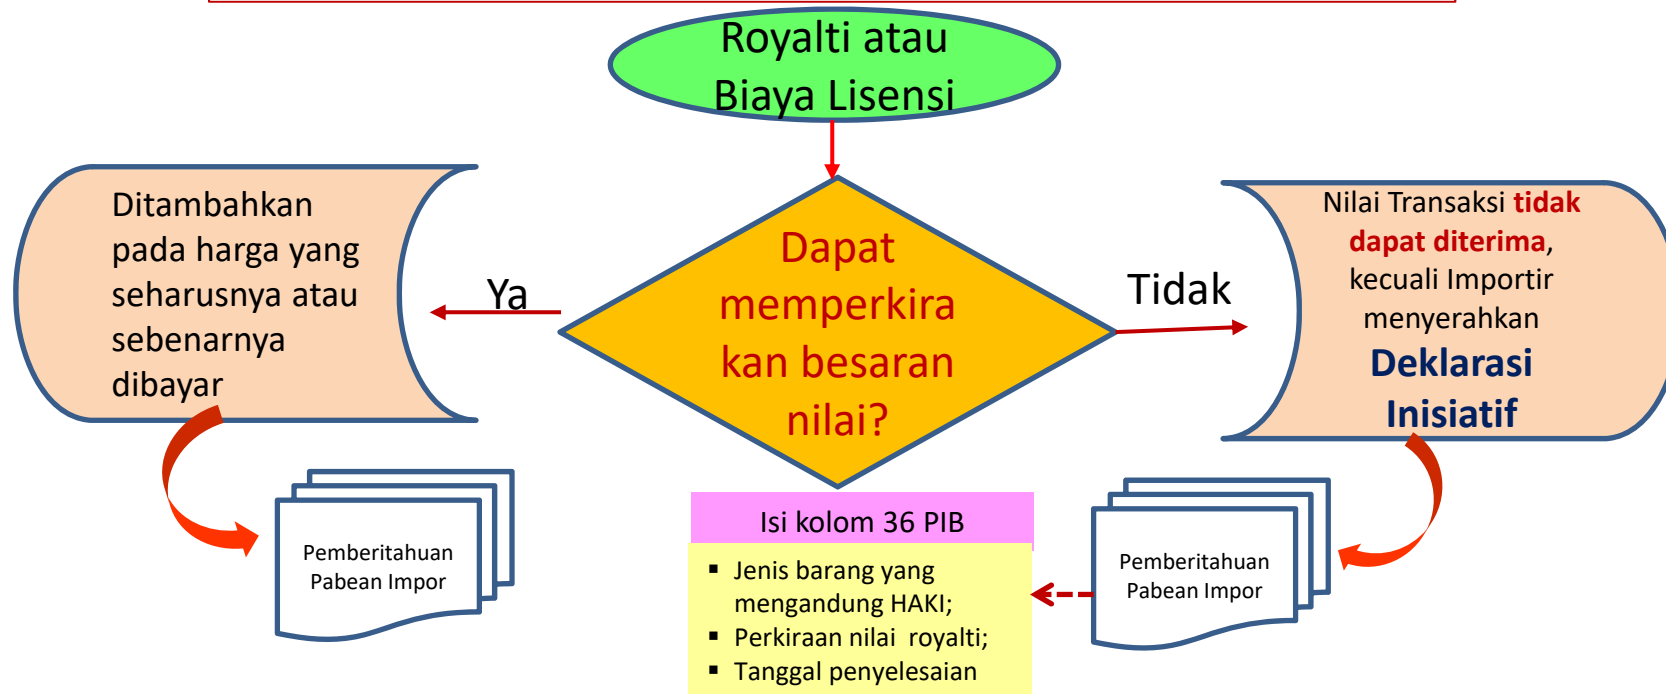 Royalti atau
Biaya Lisensi
Ditambahkan
pada harga yang
seharusnya atau
sebenarnya
dibayar
Ya
Dapat
memperkira
kan besaran
nilai?
Tidak
Nilai Transaksi tidak
dapat diterima,
kecuali Importir
menyerahkan
Deklarasi
Inisiatif
Pemberitahuan
Pabean Impor
Isi kolom 36 PIB
▪ Jenis barang yang
mengandung HAKI;
▪ Perkiraan nilai royalti;
▪ Tanggal penyelesaian
Pemberitahuan
Pabean Impor